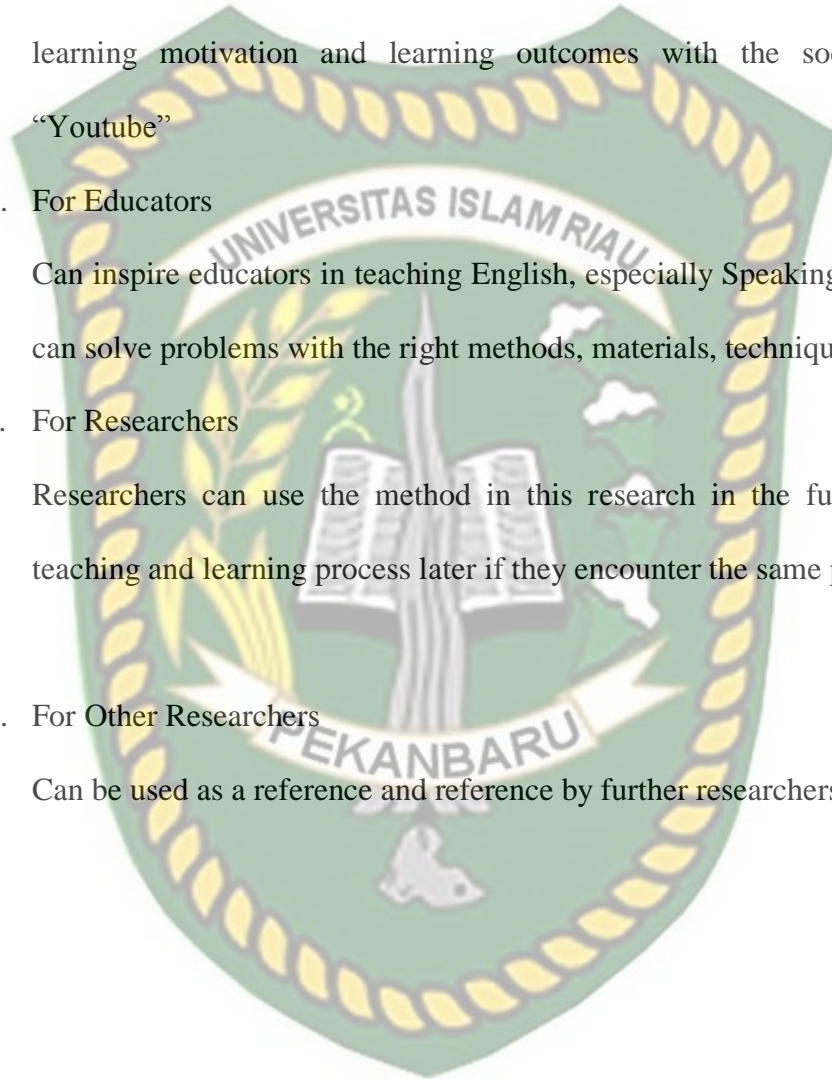 learning motivation and learning outcomes with the
“Youtube”
. For Educators
UNIVERSITAS ISLAM RIAU
Can inspire educators in teaching English, especially Speaking
can solve problems with the right methods, materials,
. For Researchers
Researchers can use the method in this research in the
teaching and learning process later if they encounter the same
. For Other Researchers
PEKANBARU
Can be used as a reference and reference by further researchers